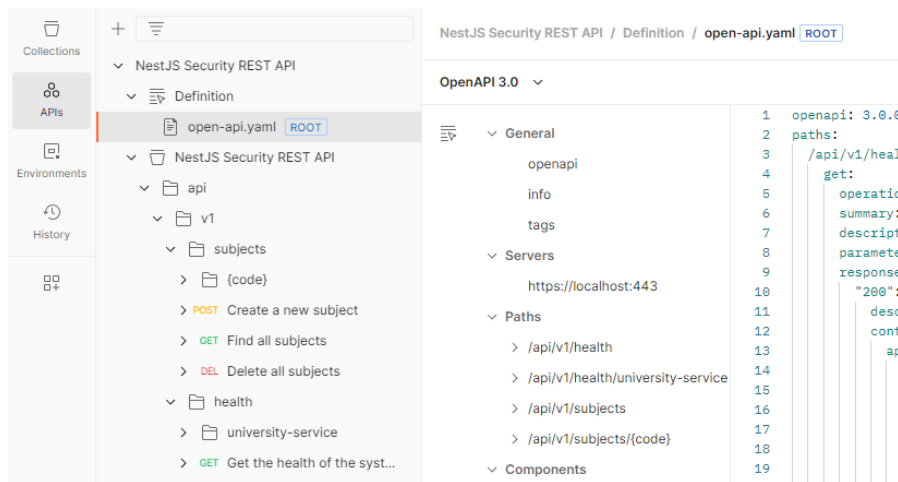 Collections
APIs
Environments
History
NestJS Security REST API
Definition
open-api.yaml ROOT
NestJS Security REST API
api
v1
subjects
{code}
POST Create a new subject
GET Find all subjects
DEL Delete all subjects
health
university-service
GET Get the health of the syst...
NestJS Security REST API / Definition / open-api.yaml ROOT
OpenAPI 3.0
General
openapi
info
tags
Servers
https://localhost:443
Paths
/api/v1/health
/api/v1/health/university-service
/api/v1/subjects
/api/v1/subjects/{code}
Components
1 openapi: 3.0.0
2 paths:
3 /api/v1/heal
4 get:
5 operatio
6 summary:
7 descript
8 paramete
9 response
10 "200":
11 desc
12 cont
13 ap
14
15
16
17
18
19